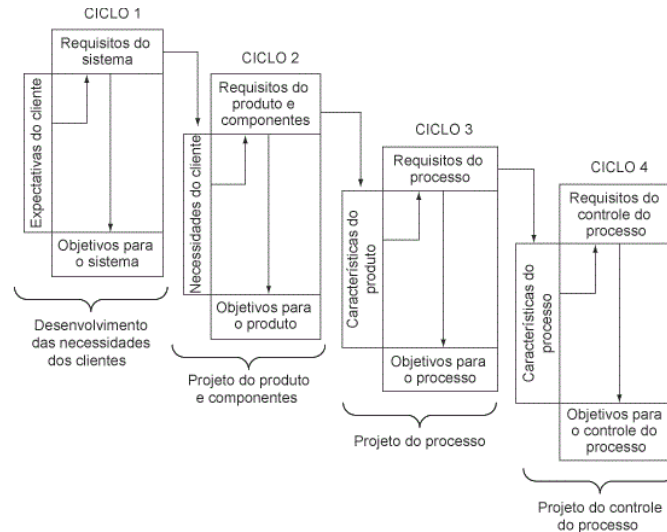 CICLO 1
Requisitos do
sistema
Expectativas do cliente
Objetivos para
o sistema
Desenvolvimento
das necessidades
dos clientes
CICLO 2
Requisitos do
produto e
componentes
Necessidades do cliente
Objetivos para
o produto
Projeto do produto
e componentes
CICLO 3
Requisitos do
processo
Características do
produto
Objetivos para
o processo
Projeto do processo
CICLO 4
Requisitos do
controle do
processo
Características do
processo
Objetivos para
o controle do
processo
Projeto do controle
do processo